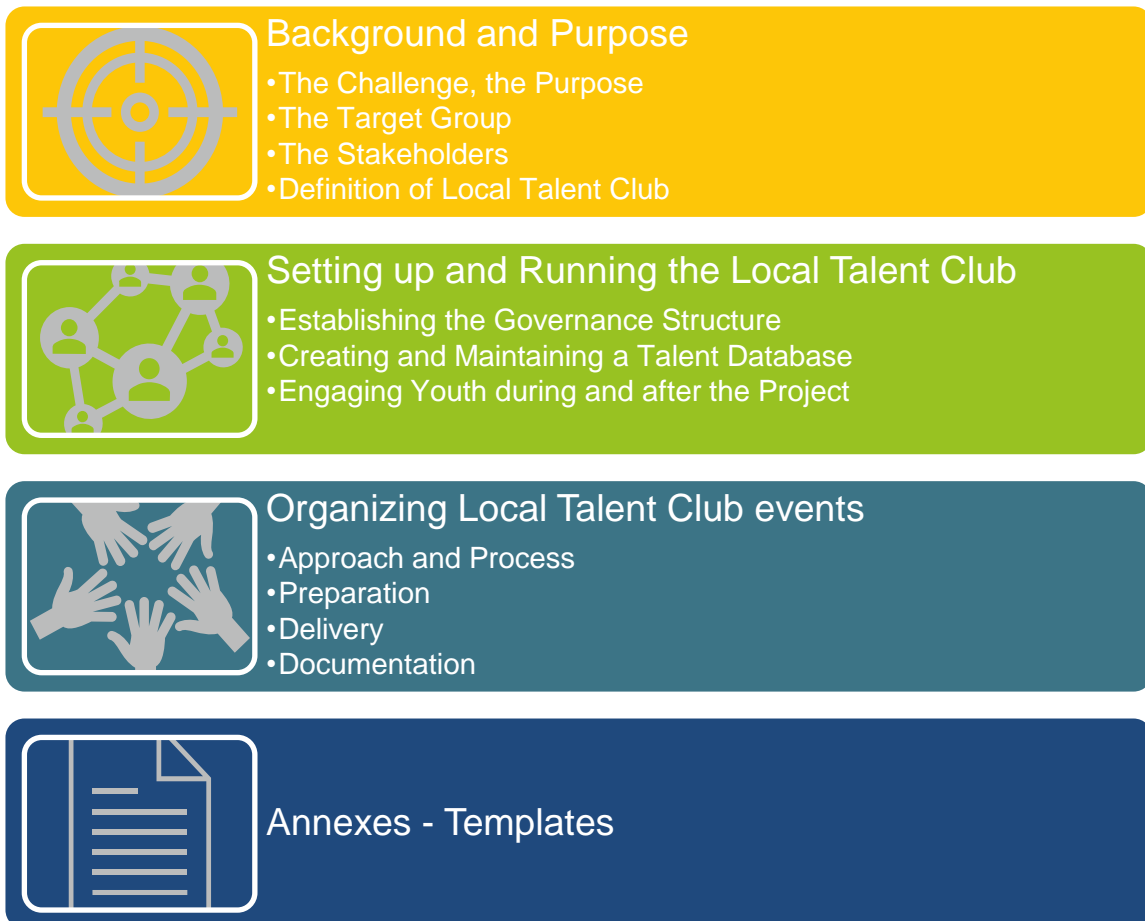 Background and Purpose
•The Challenge, the Purpose
•The Target Group
•The Stakeholders
•Definition of Local Talent Club
Setting up and Running the Local Talent Club
•Establishing the Governance Structure
•Creating and Maintaining a Talent Database
•Engaging Youth during and after the Project
Organizing Local Talent Club events
•Approach and Process
•Preparation
•Delivery
•Documentation
Annexes - Templates